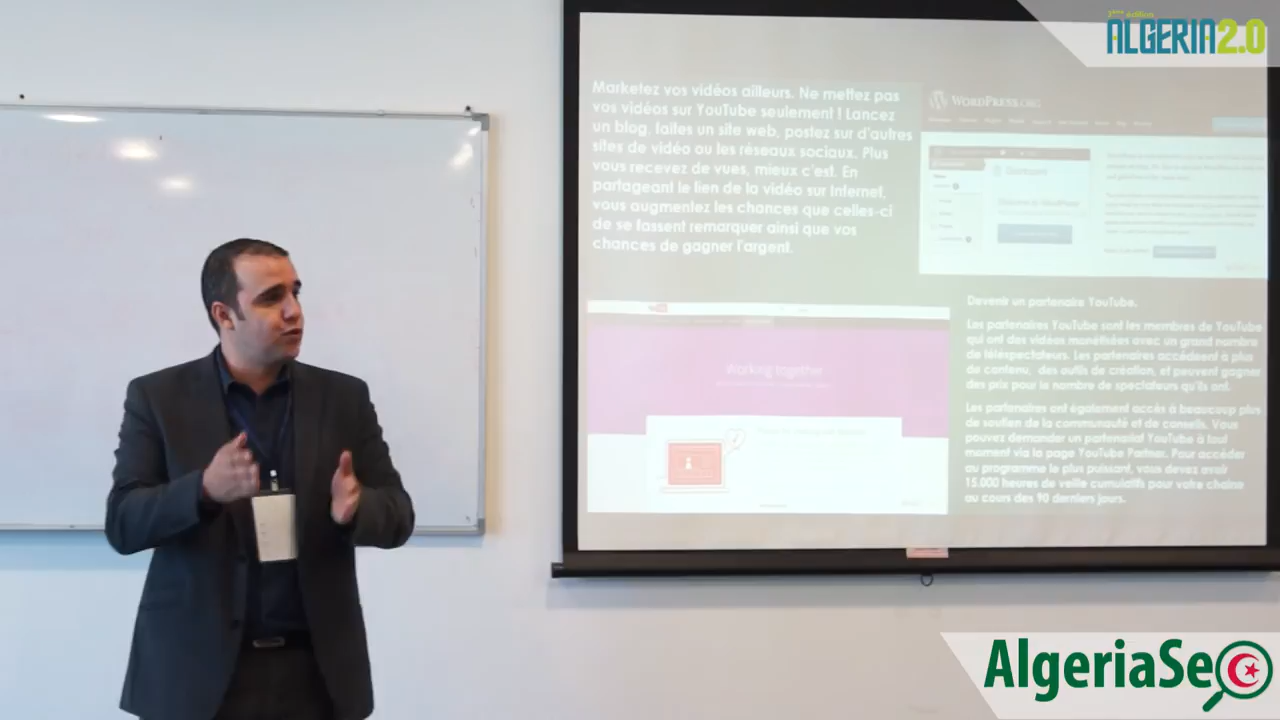 3ème édition
ALGERIA2.0
Marketez vos vidéos ailleurs. Ne mettez pas
vos vidéos sur YouTube seulement ! Lancez
un blog, faites un site web, postez sur d'autres
sites de vidéo ou les réseaux sociaux. Plus
vous recevez de vues, mieux c'est. En
partageant le lien de la vidéo sur Internet,
vous augmentez les chances que celles-ci
de se fassent remarquer ainsi que vos
chances de gagner l'argent.
WORDPRESS.ORG
Working together
Devenir un partenaire YouTube.
Les partenaires YouTube sont les membres de YouTube
qui ont des vidéos monétisées avec un grand nombre
de téléspectateurs. Les partenaires accèdent à plus
de contenu, des outils de création, et peuvent gagner
des prix pour le nombre de spectateurs qu'ils ont.
Les partenaires ont également accès à beaucoup plus
de soutien de la communauté et de conseils. Vous
pouvez demander un partenariat YouTube à tout
moment via la page YouTube Partner. Pour accéder
au programme le plus puissant, vous devez avoir
15.000 heures de veille cumulatifs pour votre chaîne
au cours des 90 derniers jours.
AlgeriaSeo